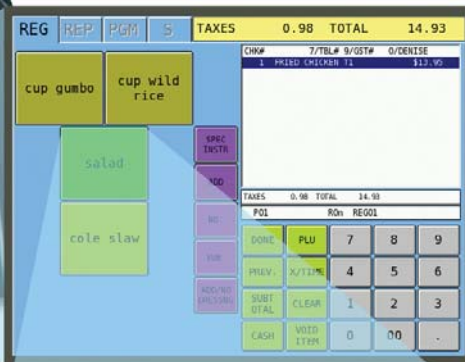 REG REP PGM S TAXES 0.98 TOTAL 14.93
CHK# 7/TBL# 9/GST# 0/DENISE
1 FRIED CHICKEN T1 $13.95
cup gumbo
cup wild
rice
salad
cole slaw
SPEC
INSTR
ADD
NO
SUB
ADD/NO
DRESSNG
TAXES 0.98 TOTAL 14.93
P01 ROn REG01
DONE PLU 7 8 9
PREV. X/TIME 4 5 6
SUBT
OTAL
CLEAR 1 2 3
CASH
VOID
ITEM
0 00 .